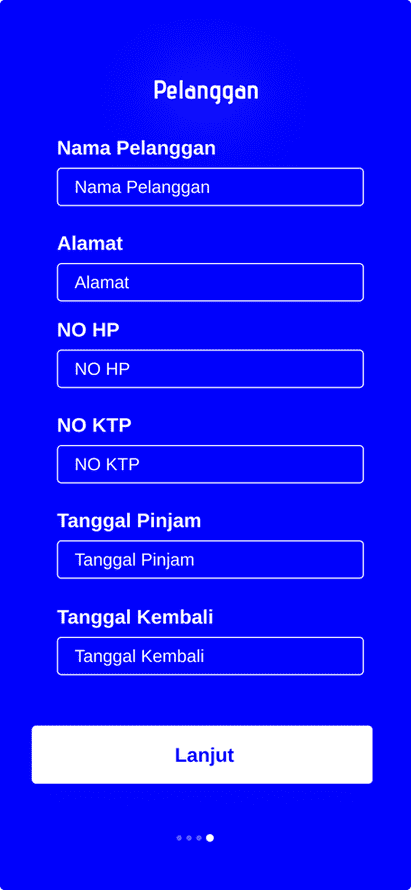 Pelanggan
Nama Pelanggan
Nama Pelanggan
Alamat
Alamat
NO HP
NO HP
NO KTP
NO KTP
Tanggal Pinjam
Tanggal Pinjam
Tanggal Kembali
Tanggal Kembali
Lanjut